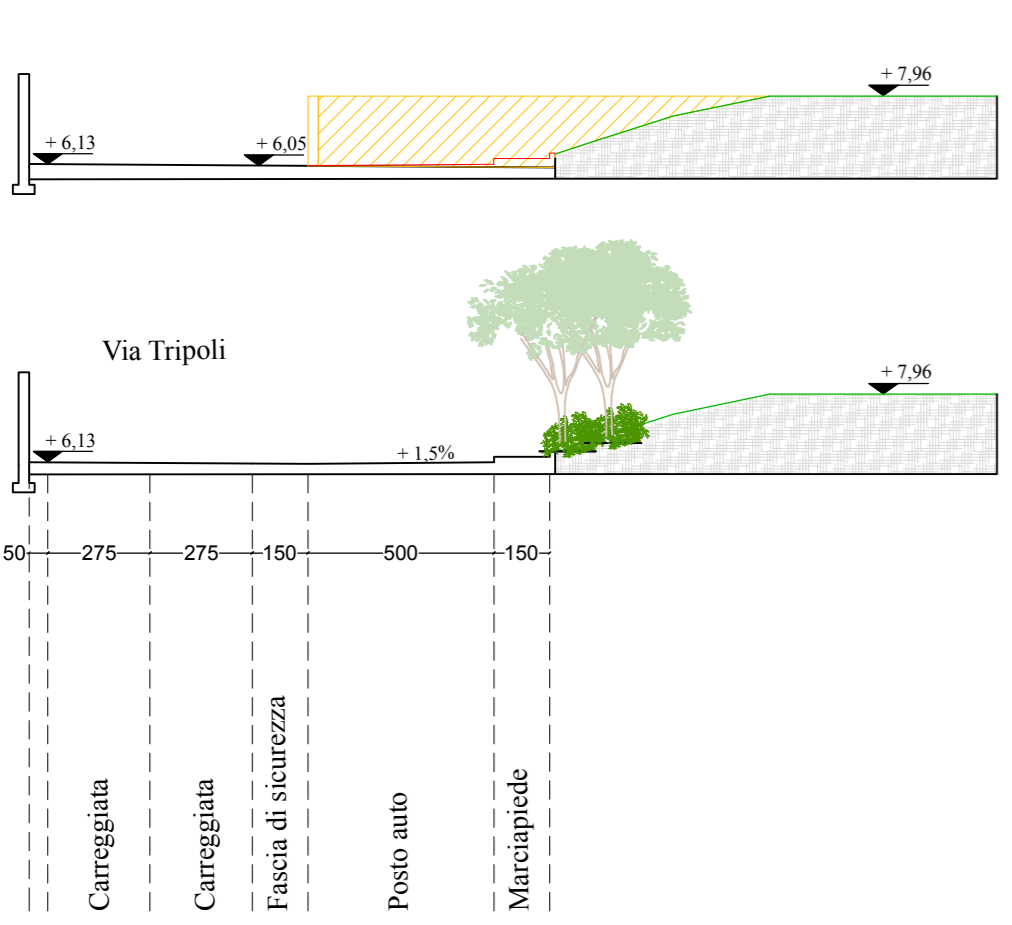 + 7,96
+ 6,13
+ 6,05
Via Tripoli
+ 7,96
+ 6,13
+ 1,5%
50 275 275 150 500 150
Carreggiata
Carreggiata
Fascia di sicurezza
Posto auto
Marciapiede